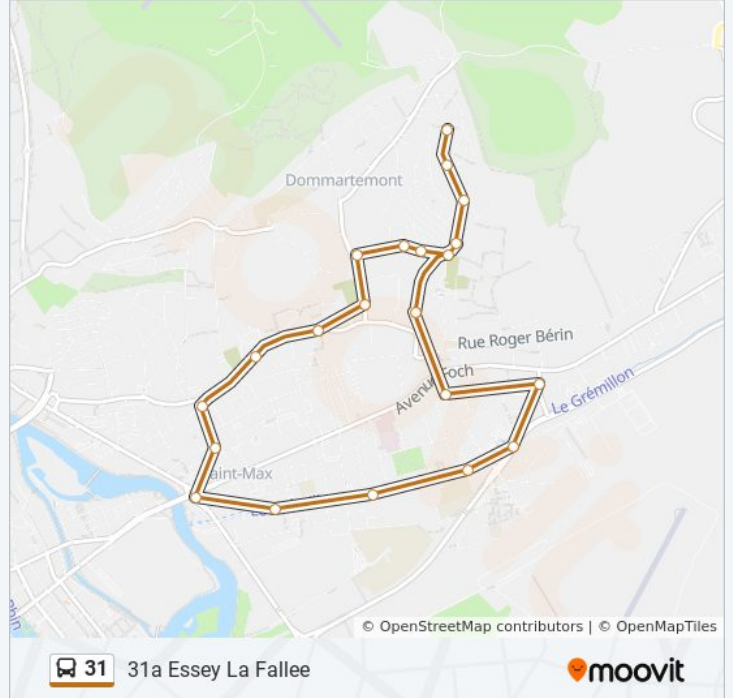 Dommartemont
Rue Roger Bérin
Avenue Foch
Le Grémillon
aint-Max
© OpenStreetMap contributors | © OpenMapTiles
31
31a Essey La Fallee
moovit